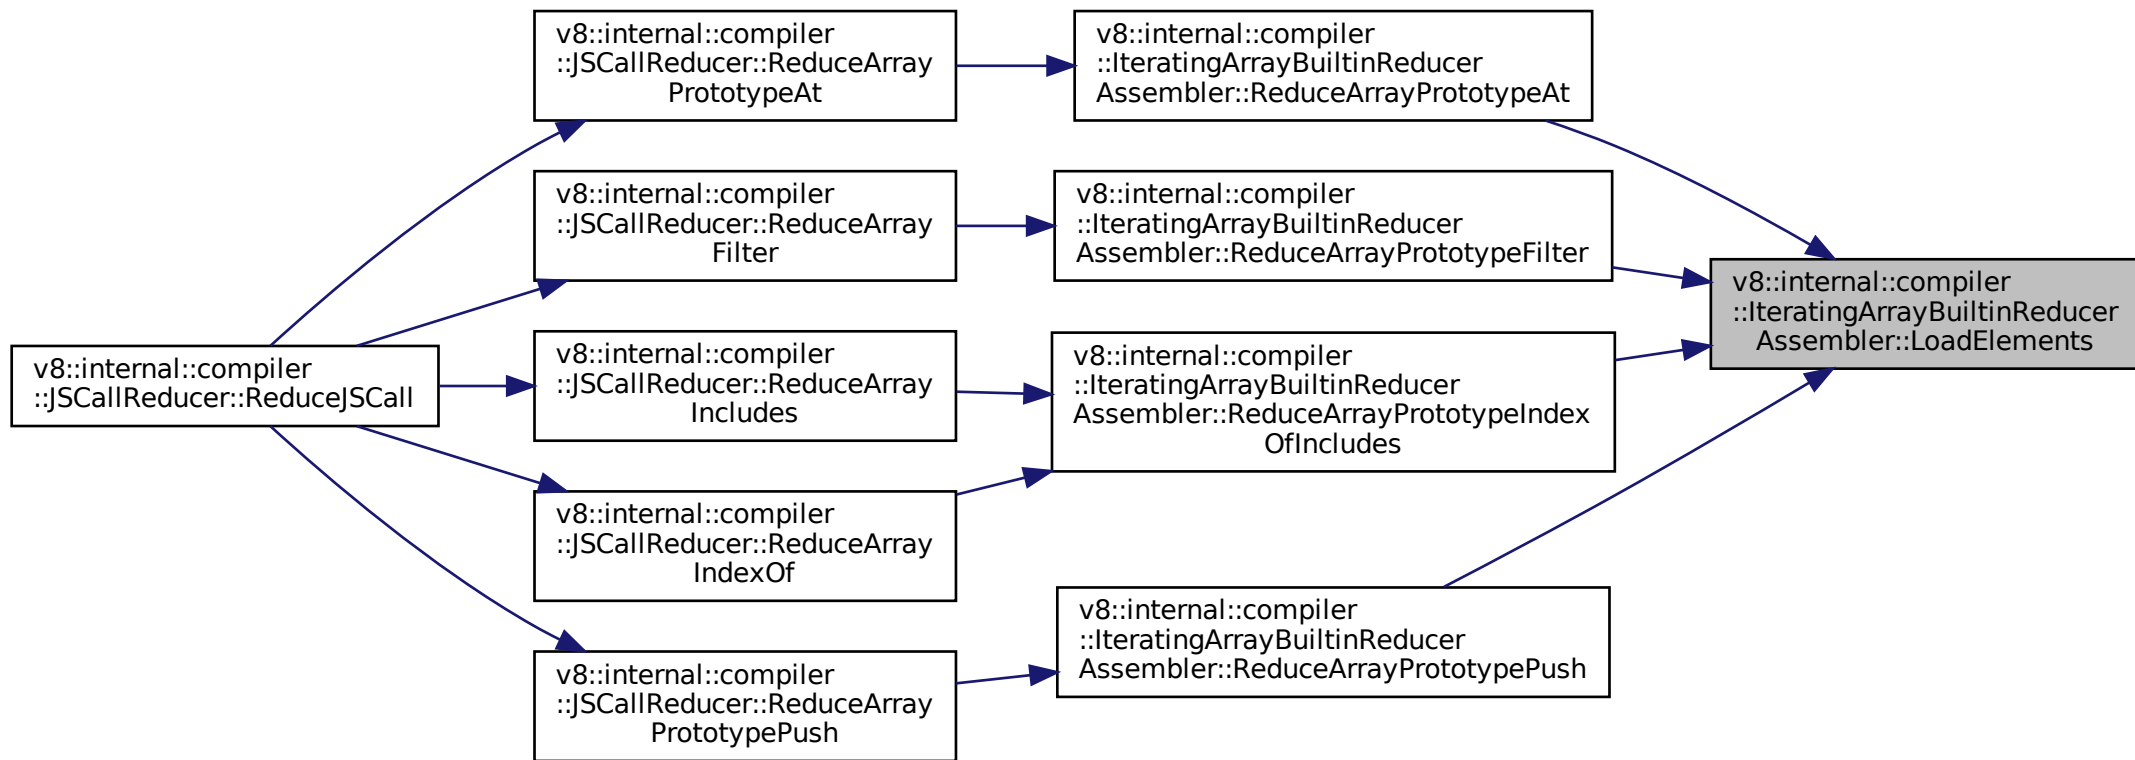 v8::internal::compiler
::JSCallReducer::ReduceJSCall
v8::internal::compiler
::JSCallReducer::ReduceArray
PrototypeAt
v8::internal::compiler
::JSCallReducer::ReduceArray
Filter
v8::internal::compiler
::JSCallReducer::ReduceArray
Includes
v8::internal::compiler
::JSCallReducer::ReduceArray
IndexOf
v8::internal::compiler
::JSCallReducer::ReduceArray
PrototypePush
v8::internal::compiler
::IteratingArrayBuiltinReducer
Assembler::ReduceArrayPrototypeAt
v8::internal::compiler
::IteratingArrayBuiltinReducer
Assembler::ReduceArrayPrototypeFilter
v8::internal::compiler
::IteratingArrayBuiltinReducer
Assembler::ReduceArrayPrototypeIndex
OfIncludes
v8::internal::compiler
::IteratingArrayBuiltinReducer
Assembler::ReduceArrayPrototypePush
v8::internal::compiler
::IteratingArrayBuiltinReducer
Assembler::LoadElements